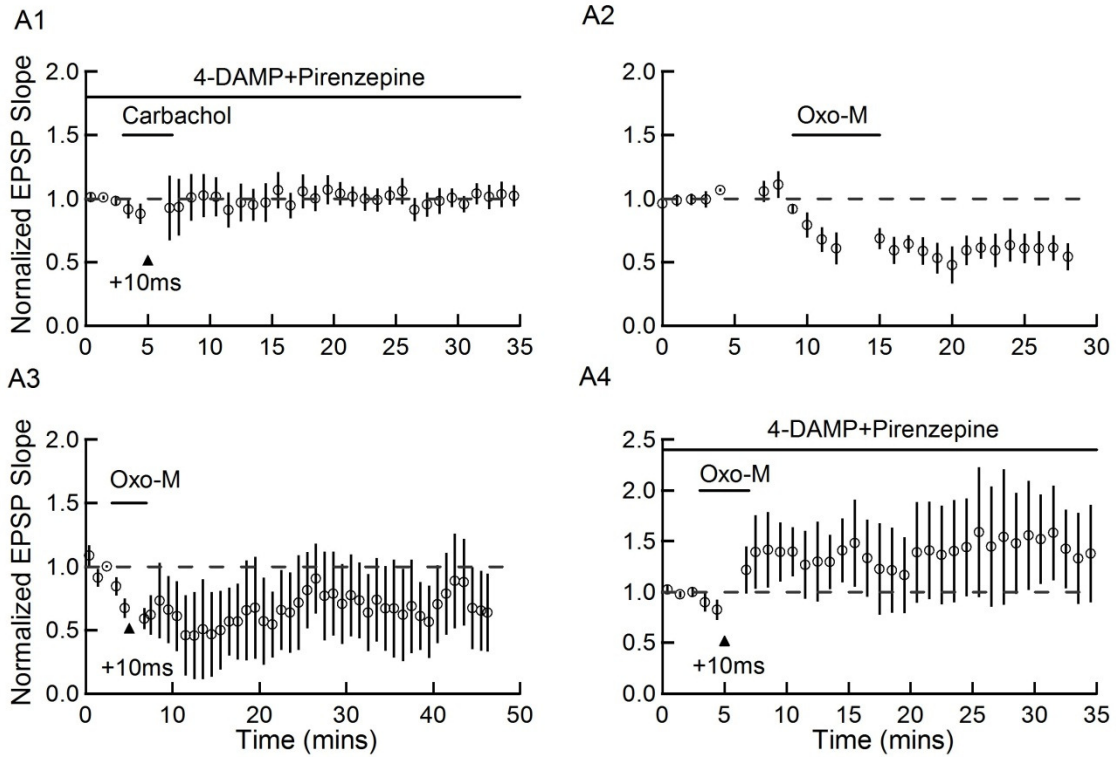 A1
Nornalized EPSP Slope
2.0
1.5
1.0
0.5
0.0
4-DAMP+Pirenzepine
Carbachol
+10ms
0 5 10 15 20 25 30 35
A2
2.0
1.5
1.0
0.5
0.0
Oxo-M
0 5 10 15 20 25 30
A3
Normalized EPSP Slope
2.0
1.5
1.0
0.5
0.0
Oxo-M
+10ms
0 10 20 30 40 50
Time (mins)
A4
2.5
2.0
1.5
1.0
0.5
0.0
4-DAMP+Pirenzepine
Oxo-M
+10ms
0 5 10 15 20 25 30 35
Time (mins)